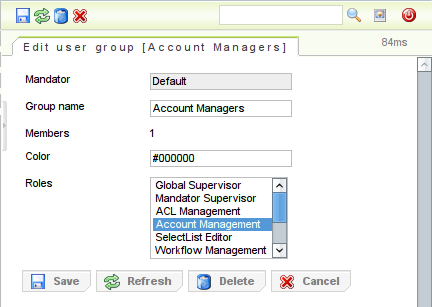 Edit user group [Account Managers]
84ms
Mandator Default
Group name Account Managers
Members 1
Color #000000
Roles
Global Supervisor
Mandator Supervisor
ACL Management
Account Management
SelectList Editor
Workflow Management
Save Refresh Delete Cancel